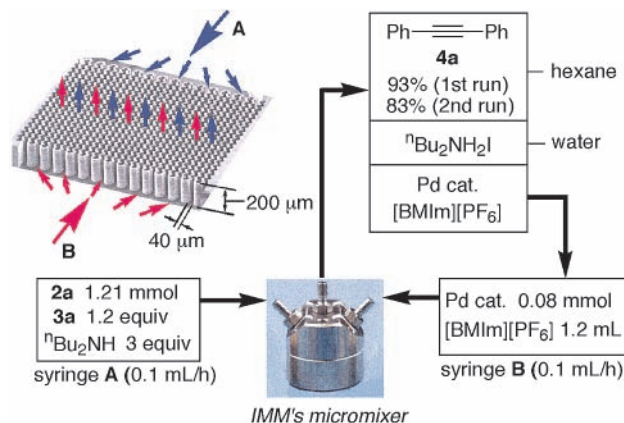 A
B
200 μm
40 μm
Ph Ph
4a
93% (1st run)
83% (2nd run)
hexane
ⁿBu₂NH₂I
water
Pd cat.
[BMIm][PF₆]
2a 1.21 mmol
3a 1.2 equiv
ⁿBu₂NH 3 equiv
syringe A (0.1 mL/h)
IMM's micromixer
Pd cat. 0.08 mmol
[BMIm][PF₆] 1.2 mL
syringe B (0.1 mL/h)